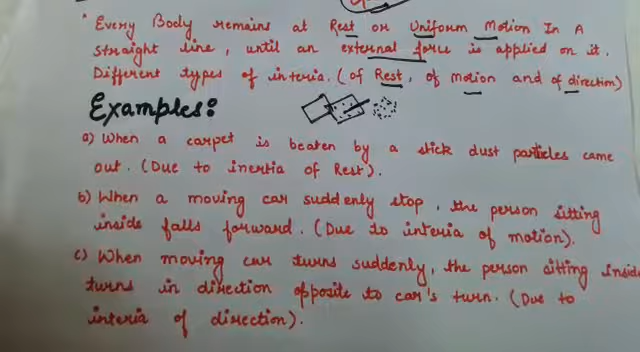 * Every Body remains at Rest or Uniform Motion In A
straight line, until an external force is applied on it.
Different types of interia. (of Rest, of motion and of direction)
Examples:
a) When a carpet is beaten by a stick dust particles came
out. (Due to inertia of Rest).
b) When a moving car suddenly stop, the person sitting
inside falls forward. (Due to interia of motion).
c) When moving car turns suddenly, the person sitting inside
turns in direction opposite to car's turn. (Due to
interia of direction).